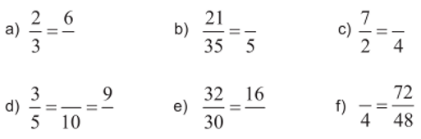 a) 2/3 = 6/   b) 21/35 = /5   c) 7/2 = /4
d) 3/5 = /10 = 9/   e) 32/30 = 16/   f) /4 = 72/48